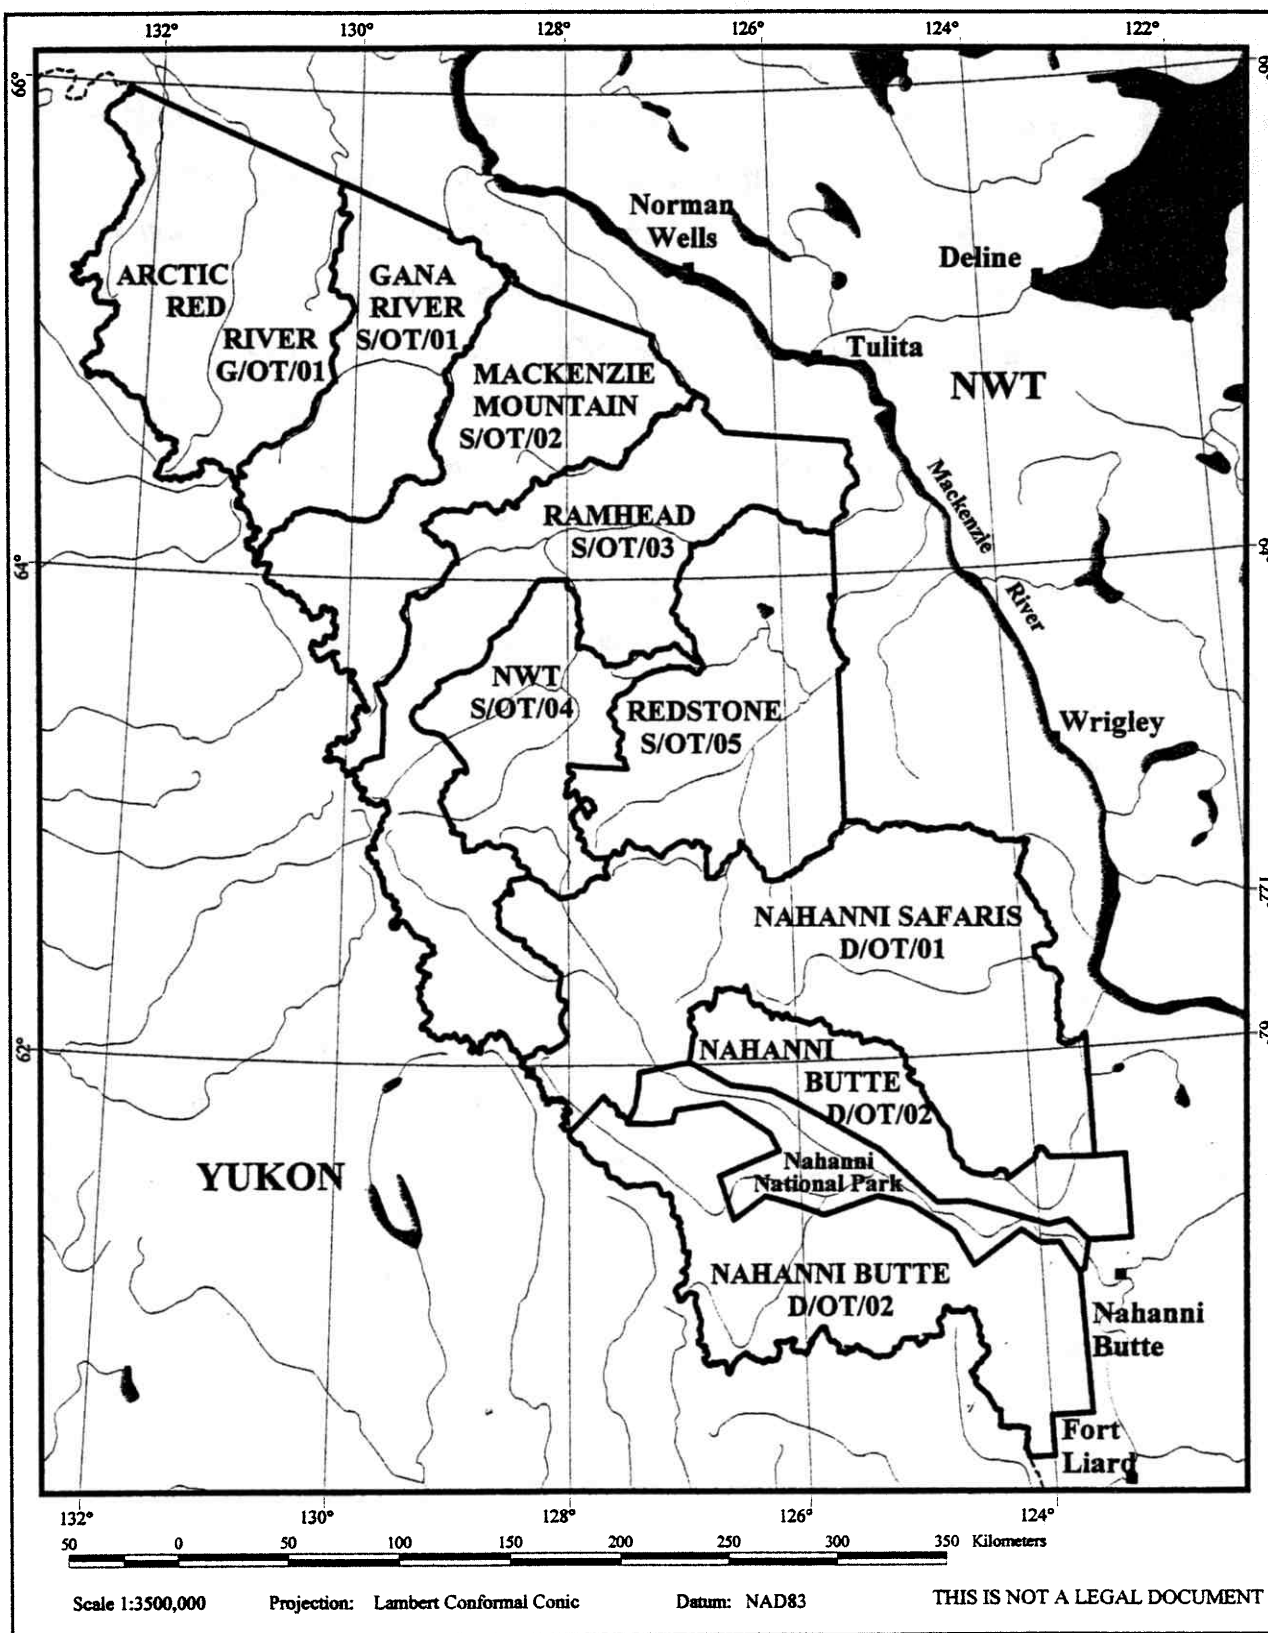 132°
130°
128°
126°
124°
122°
66°
66
Norman
Wells
Deline
ARCTIC
RED
RIVER
G/OT/01
GANA
RIVER
S/OT/01
Tulita
NWT
MACKENZIE
MOUNTAIN
S/OT/02
Mackenzie
River
RAMHEAD
S/OT/03
64°
64
NWT
S/OT/04
REDSTONE
S/OT/05
Wrigley
122°
NAHANNI SAFARIS
D/OT/01
62°
62
NAHANNI
BUTTE
D/OT/02
YUKON
Nahanni
National Park
NAHANNI BUTTE
D/OT/02
Nahanni
Butte
Fort
Liard
132°
130°
128°
126°
124°
50 0 50 100 150 200 250 300 350 Kilometers
Scale 1:3500,000 Projection: Lambert Conformal Conic Datum: NAD83 THIS IS NOT A LEGAL DOCUMENT